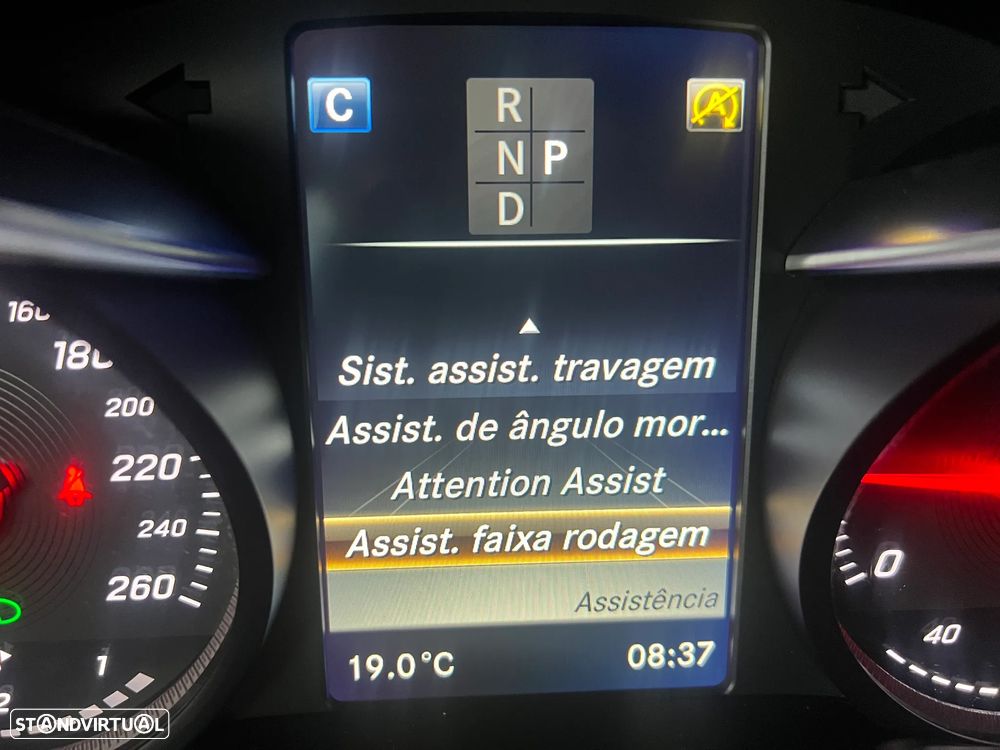 C
R
N P
D
A
Sist. assist. travagem
Assist. de ângulo mor...
Attention Assist
Assist. faixa rodagem
Assistência
19.0°C
08:37
180
200
220
240
260
1
2
0
40
STANDVIRTUAL